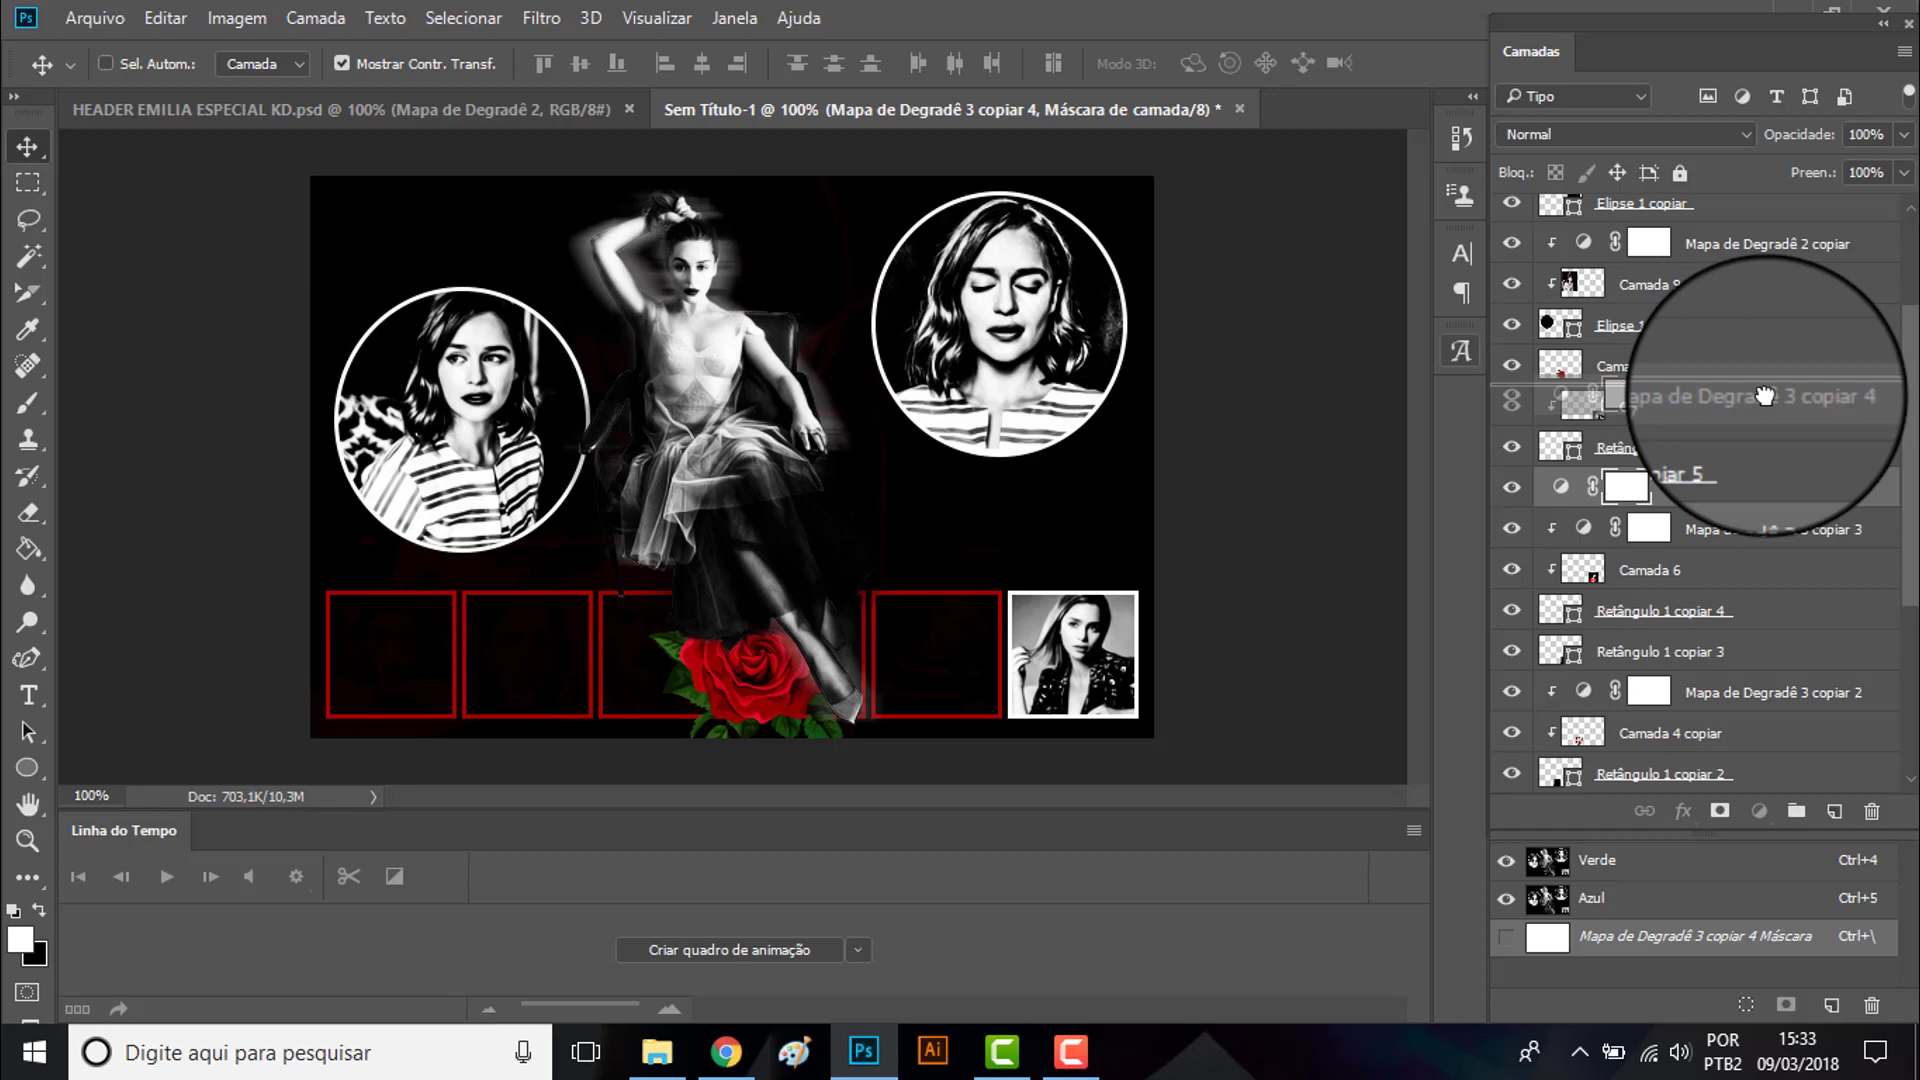 Ps Arquivo Editar Imagem Camada Texto Selecionar Filtro 3D Visualizar Janela Ajuda
Sel. Autom.: Camada Mostrar Contr. Transf. Modo 3D:
HEADER EMILIA ESPECIAL KD.psd @ 100% (Mapa de Degradê 2, RGB/8#) × Sem Título-1 @ 100% (Mapa de Degradê 3 copiar 4, Máscara de camada/8) * ×
Camadas
Tipo
Normal Opacidade: 100%
Bloq.: Preen.: 100%
Elipse 1 copiar
Mapa de Degradê 2 copiar
Camada
Elipse 1
apa de Degradê 3 copiar 4
piar 5
copiar 3
Camada 6
Retângulo 1 copiar 4
Retângulo 1 copiar 3
Mapa de Degradê 3 copiar 2
Camada 4 copiar
Retângulo 1 copiar 2
fx
100% Doc: 703,1K/10,3M
Linha do Tempo
Criar quadro de animação
Verde Ctrl+4
Azul Ctrl+5
Mapa de Degradê 3 copiar 4 Máscara Ctrl+\
Digite aqui para pesquisar
Ps Ai
POR 15:33
PTB2 09/03/2018